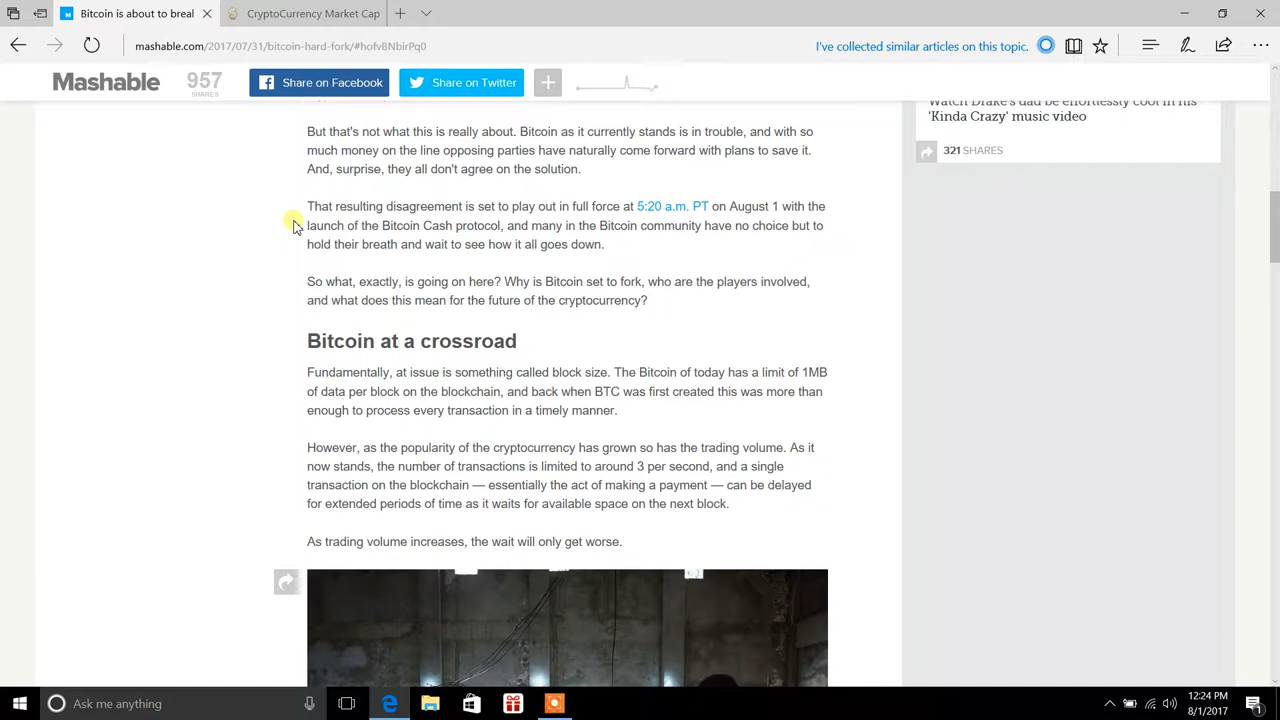 Bitcoin is about to breal
CryptoCurrency Market Cap
mashable.com/2017/07/31/bitcoin-hard-fork/#hofvBNbirPq0
I've collected similar articles on this topic.
Mashable
957
SHARES
Share on Facebook
Share on Twitter
Watch Drake's dad be effortlessly cool in his
'Kinda Crazy' music video
321 SHARES
But that's not what this is really about. Bitcoin as it currently stands is in trouble, and with so
much money on the line opposing parties have naturally come forward with plans to save it.
And, surprise, they all don't agree on the solution.
That resulting disagreement is set to play out in full force at 5:20 a.m. PT on August 1 with the
launch of the Bitcoin Cash protocol, and many in the Bitcoin community have no choice but to
hold their breath and wait to see how it all goes down.
So what, exactly, is going on here? Why is Bitcoin set to fork, who are the players involved,
and what does this mean for the future of the cryptocurrency?
Bitcoin at a crossroad
Fundamentally, at issue is something called block size. The Bitcoin of today has a limit of 1MB
of data per block on the blockchain, and back when BTC was first created this was more than
enough to process every transaction in a timely manner.
However, as the popularity of the cryptocurrency has grown so has the trading volume. As it
now stands, the number of transactions is limited to around 3 per second, and a single
transaction on the blockchain — essentially the act of making a payment — can be delayed
for extended periods of time as it waits for available space on the next block.
As trading volume increases, the wait will only get worse.
Ask me anything
12:24 PM
8/1/2017
1